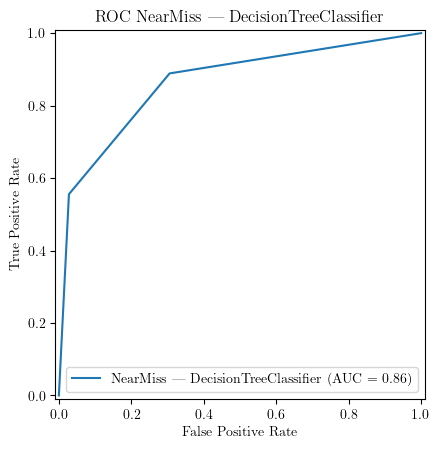 ROC NearMiss — DecisionTreeClassifier
1.0
0.8
0.6
0.4
0.2
0.0
True Positive Rate
NearMiss — DecisionTreeClassifier (AUC = 0.86)
0.0 0.2 0.4 0.6 0.8 1.0
False Positive Rate